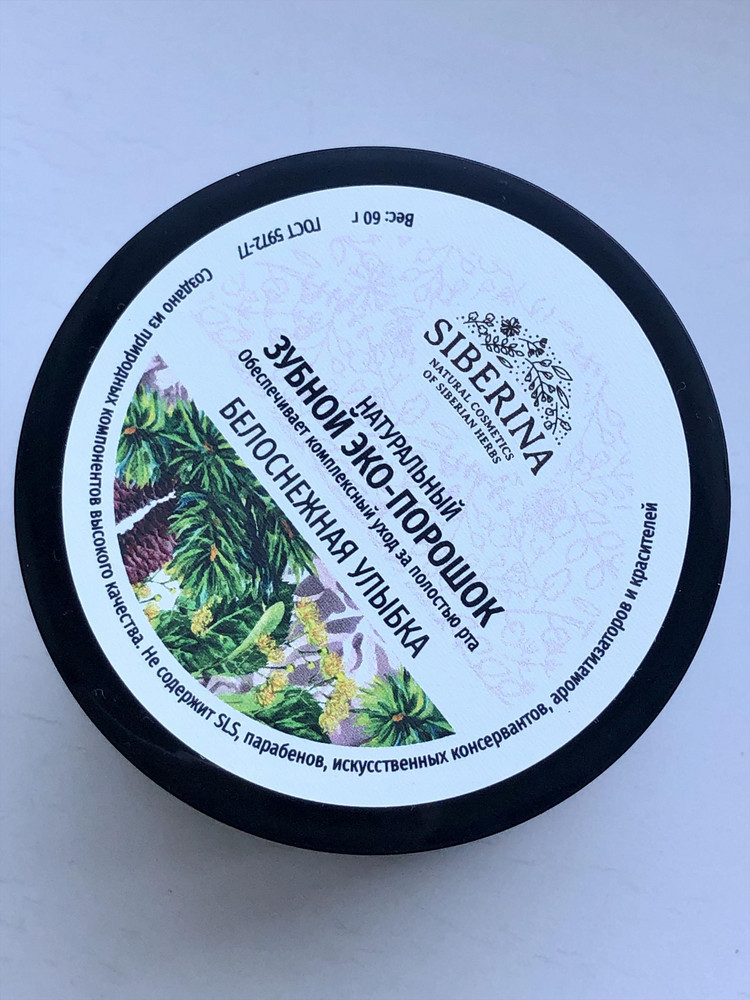 SIBERINA
NATURAL COSMETICS
OF SIBERIAN HERBS
НАТУРАЛЬНЫЙ
ЗУБНОЙ ЭКО-ПОРОШОК
Обеспечивает комплексный уход за полостью рта
БЕЛОСНЕЖНАЯ УЛЫБКА
Создано из природных компонентов высокого качества. Не содержит SLS, парабенов, искусственных консервантов, ароматизаторов и красителей
ГОСТ 5972-77
Вес: 60 г